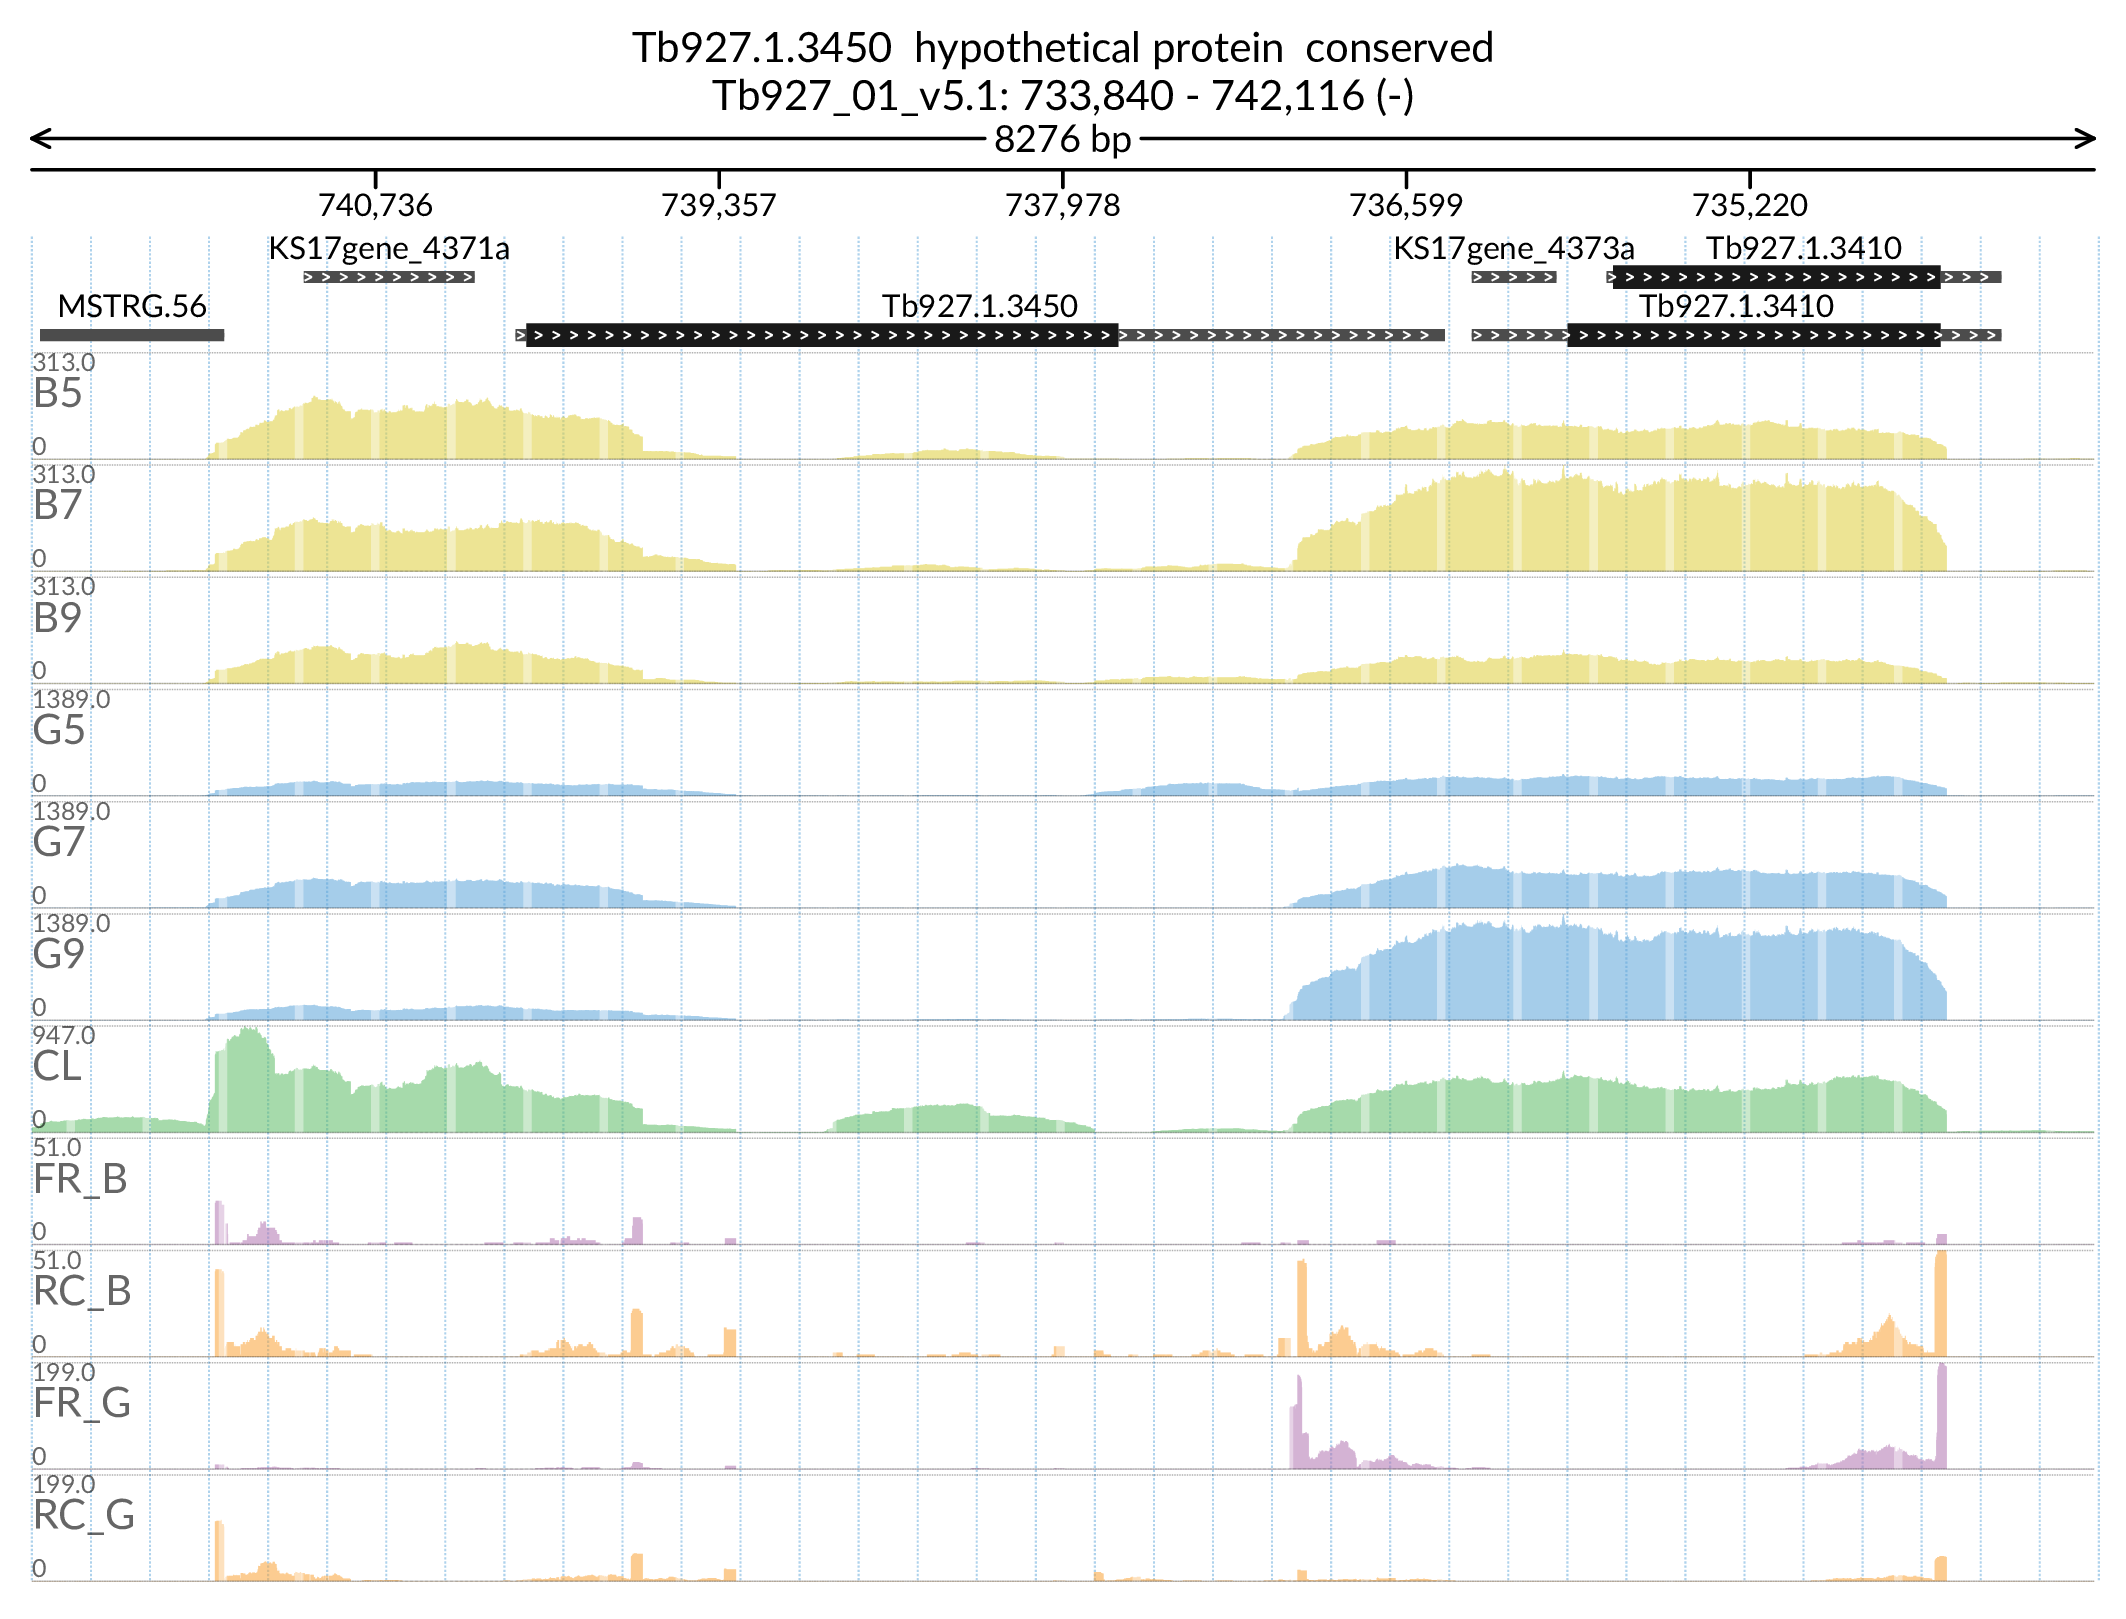 Tb927.1.3450  hypothetical protein  conserved
Tb927_01_v5.1: 733,840 - 742,116 (-)
8276 bp
740,736 739,357 737,978 736,599 735,220
KS17gene_4371a KS17gene_4373a Tb927.1.3410
MSTRG.56 Tb927.1.3450 Tb927.1.3410
313.0
B5
0
313.0
B7
0
313.0
B9
0
1389.0
G5
0
1389.0
G7
0
1389.0
G9
0
947.0
CL
0
51.0
FR_B
0
51.0
RC_B
0
199.0
FR_G
0
199.0
RC_G
0